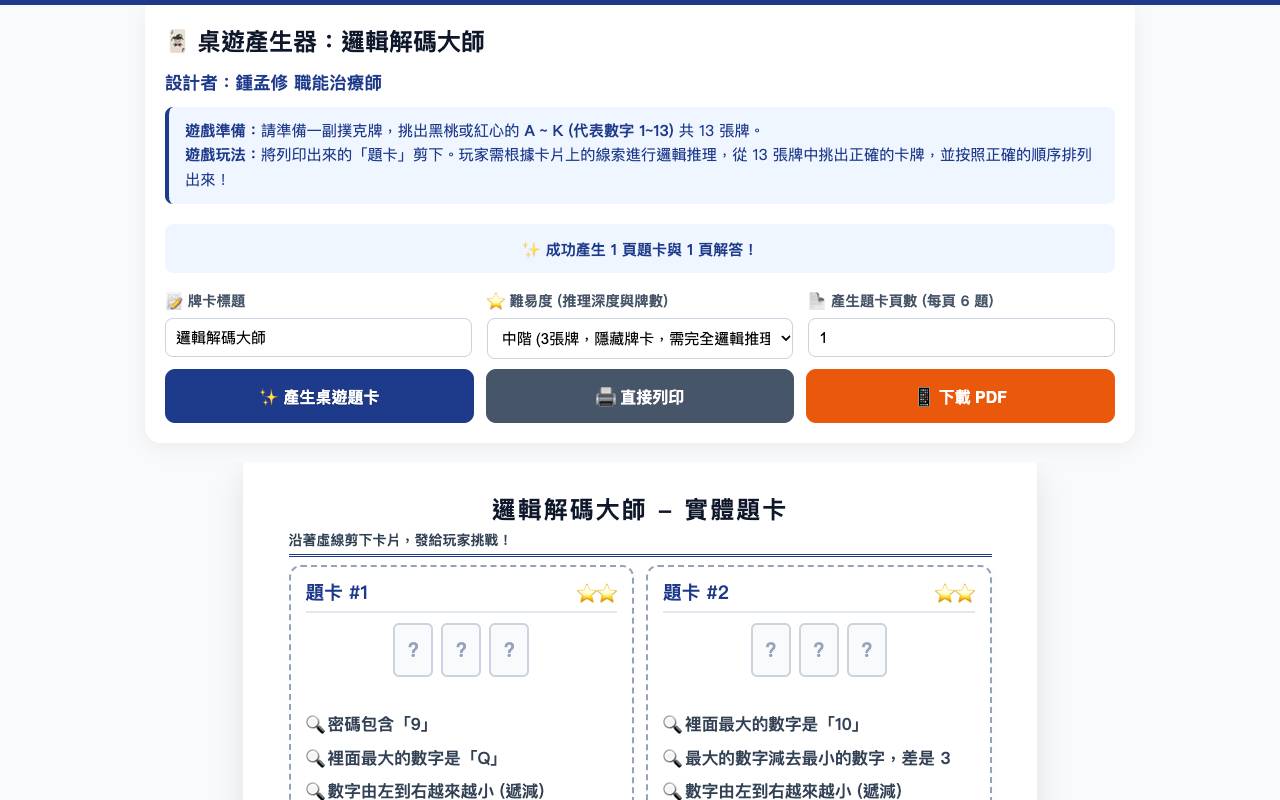 🃏 桌遊產生器：邏輯解碼大師
設計者：鍾孟修 職能治療師
遊戲準備：請準備一副撲克牌，挑出黑桃或紅心的 A ~ K (代表數字 1~13) 共 13 張牌。
遊戲玩法：將列印出來的「題卡」剪下。玩家需根據卡片上的線索進行邏輯推理，從 13 張牌中挑出正確的卡牌，並按照正確的順序排列
出來！
✨ 成功產生 1 頁題卡與 1 頁解答！
📝 牌卡標題
⭐ 難易度 (推理深度與牌數)
📄 產生題卡頁數 (每頁 6 題)
邏輯解碼大師
中階 (3張牌，隱藏牌卡，需完全邏輯推理
1
✨ 產生桌遊題卡
🖨️ 直接列印
📱 下載 PDF
邏輯解碼大師 – 實體題卡
沿著虛線剪下卡片，發給玩家挑戰！
題卡 #1 ⭐⭐
? ? ?
🔍 密碼包含「9」
🔍 裡面最大的數字是「Q」
🔍 數字由左到右越來越小 (遞減)
題卡 #2 ⭐⭐
? ? ?
🔍 裡面最大的數字是「10」
🔍 最大的數字減去最小的數字，差是 3
🔍 數字由左到右越來越小 (遞減)